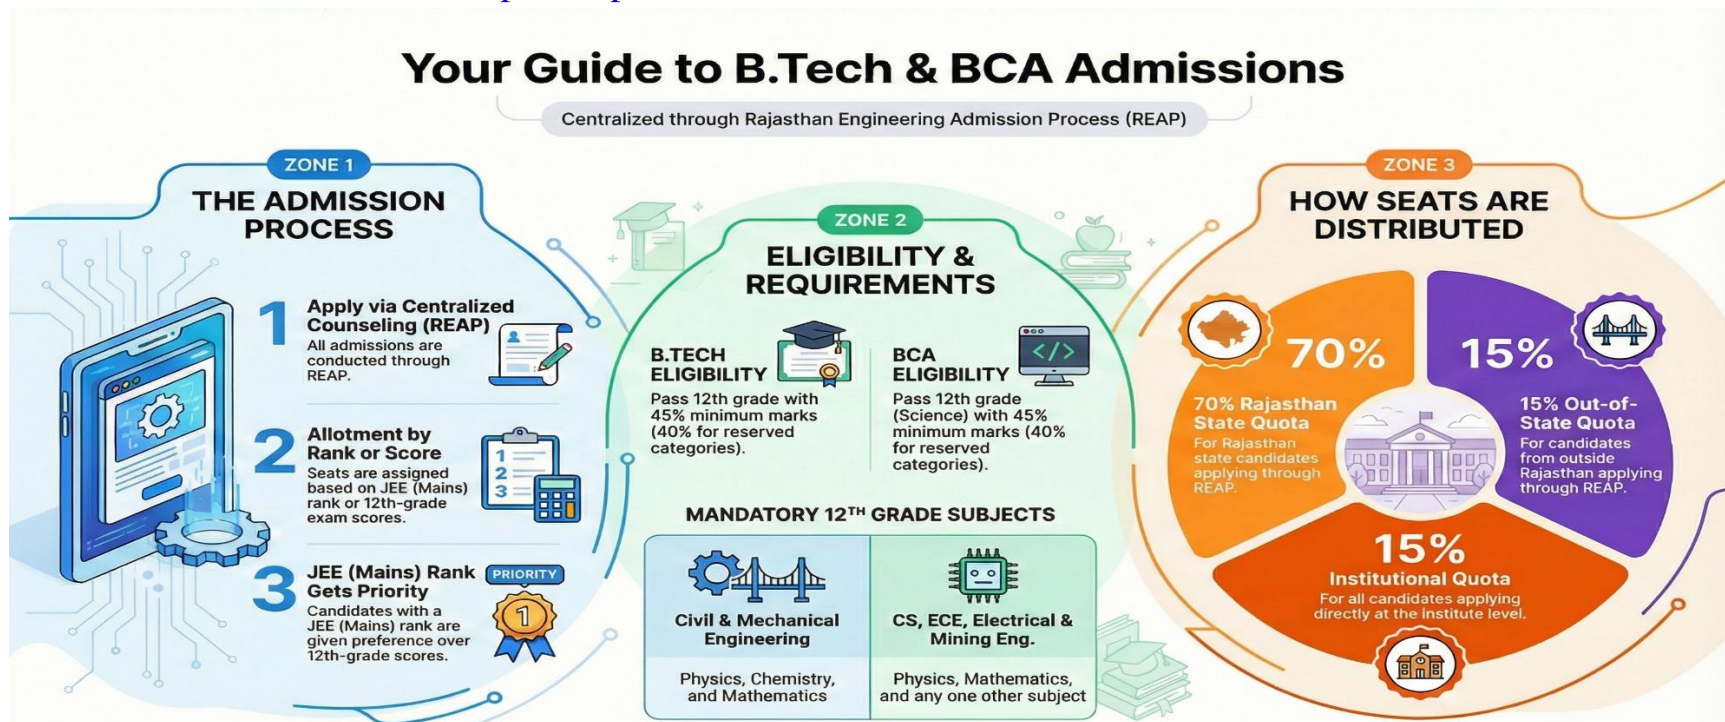 Your Guide to B.Tech & BCA Admissions
Centralized through Rajasthan Engineering Admission Process (REAP)
ZONE 1
THE ADMISSION
PROCESS
1
Apply via Centralized
Counseling (REAP)
All admissions are
conducted through
REAP.
2
Allotment by
Rank or Score
Seats are assigned
based on JEE (Mains)
rank or 12th-grade
exam scores.
1
2
3
3
JEE (Mains) Rank
Gets Priority
Candidates with a
JEE (Mains) rank are
given preference over
12th-grade scores.
PRIORITY
1
ZONE 2
ELIGIBILITY &
REQUIREMENTS
B.TECH
ELIGIBILITY
Pass 12th grade with
45% minimum marks
(40% for reserved
categories).
BCA
ELIGIBILITY
Pass 12th grade
(Science) with 45%
minimum marks (40%
for reserved
categories).
</>
MANDATORY 12TH GRADE SUBJECTS
Civil & Mechanical
Engineering
Physics, Chemistry,
and Mathematics
CS, ECE, Electrical &
Mining Eng.
Physics, Mathematics,
and any one other subject
ZONE 3
HOW SEATS ARE
DISTRIBUTED
70%
70% Rajasthan
State Quota
For Rajasthan
state candidates
applying through
REAP.
15%
15% Out-of-
State Quota
For candidates
from outside
Rajasthan applying
through REAP.
15%
Institutional Quota
For all candidates applying
directly at the institute level.